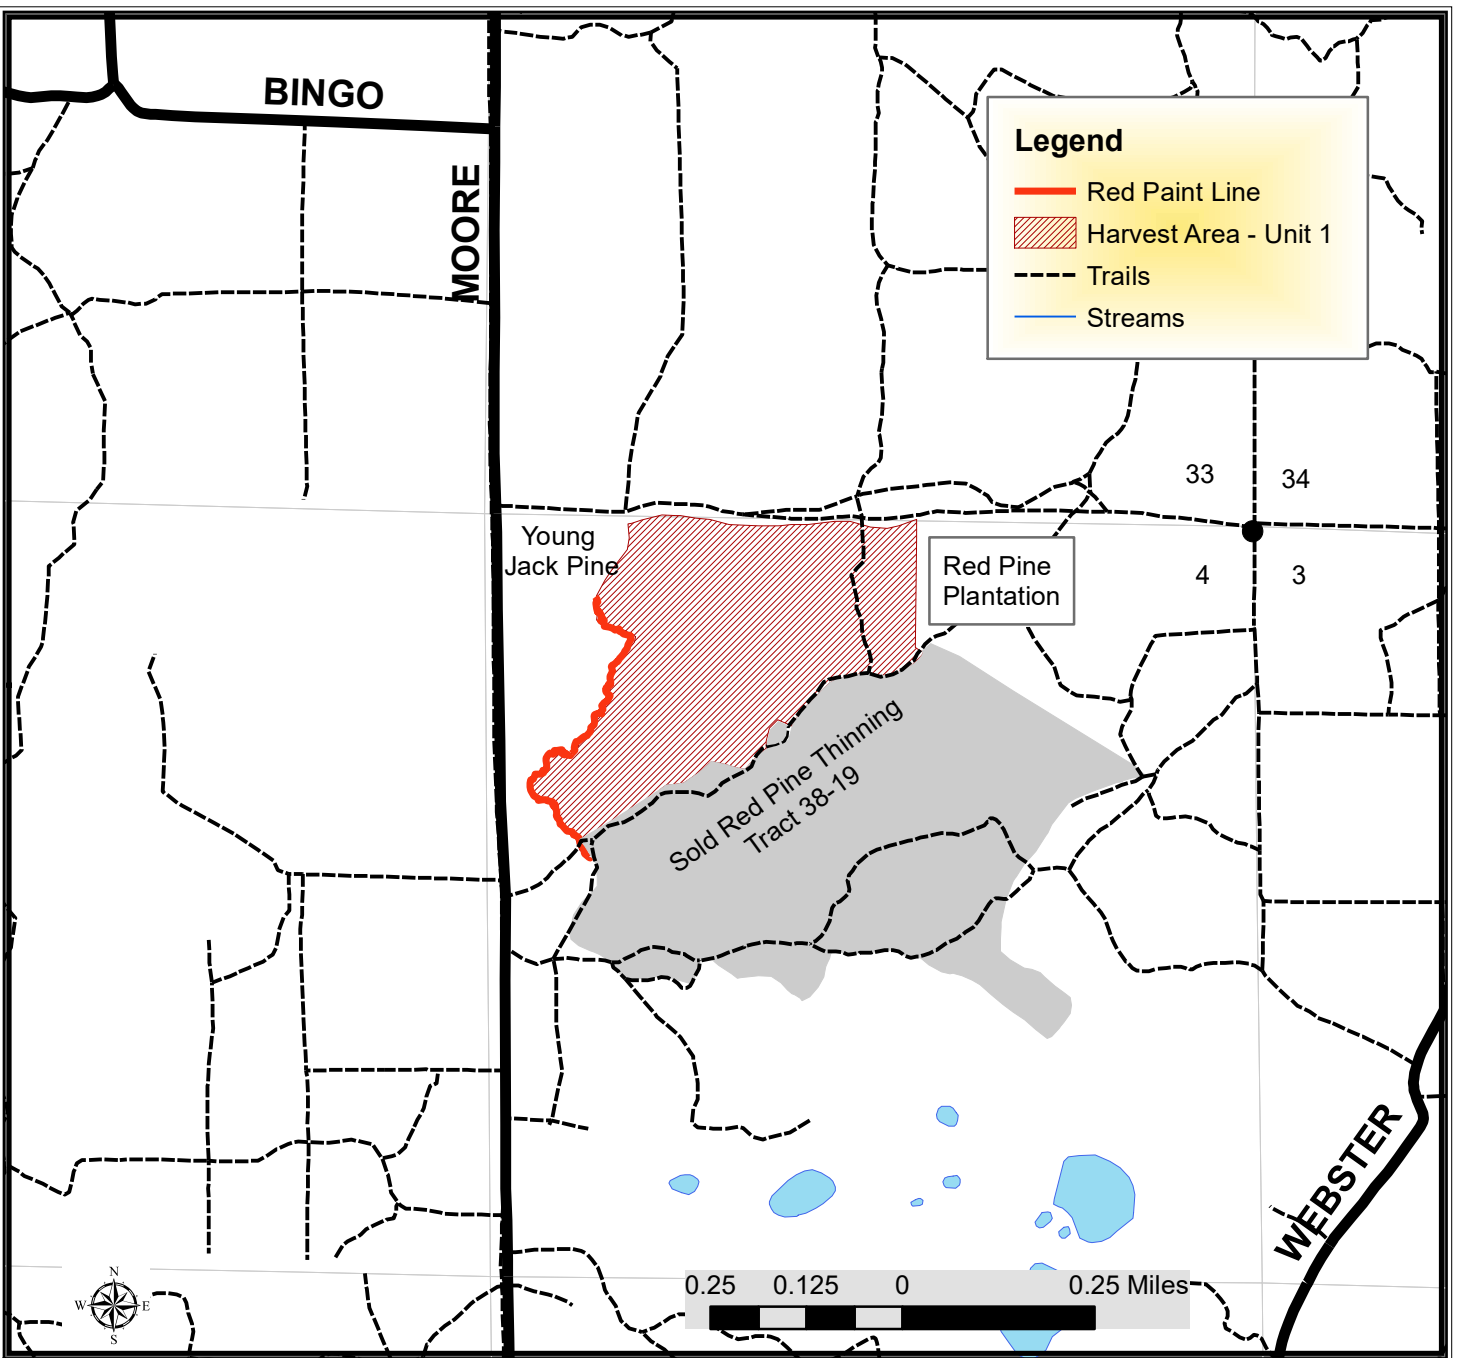 BINGO
MOORE
Legend
Red Paint Line
Harvest Area - Unit 1
Trails
Streams
33
34
Young
Jack Pine
Red Pine
Plantation
4
3
Sold Red Pine Thinning
Tract 38-19
WEBSTER
N
W
E
S
0.25
0.125
0
0.25 Miles